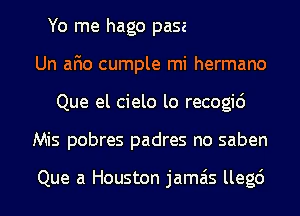 Yo me hago
Un año cumple mi hermano
Que el cielo lo recogió
Mis pobres padres no saben
Que a Houston jamás llegó